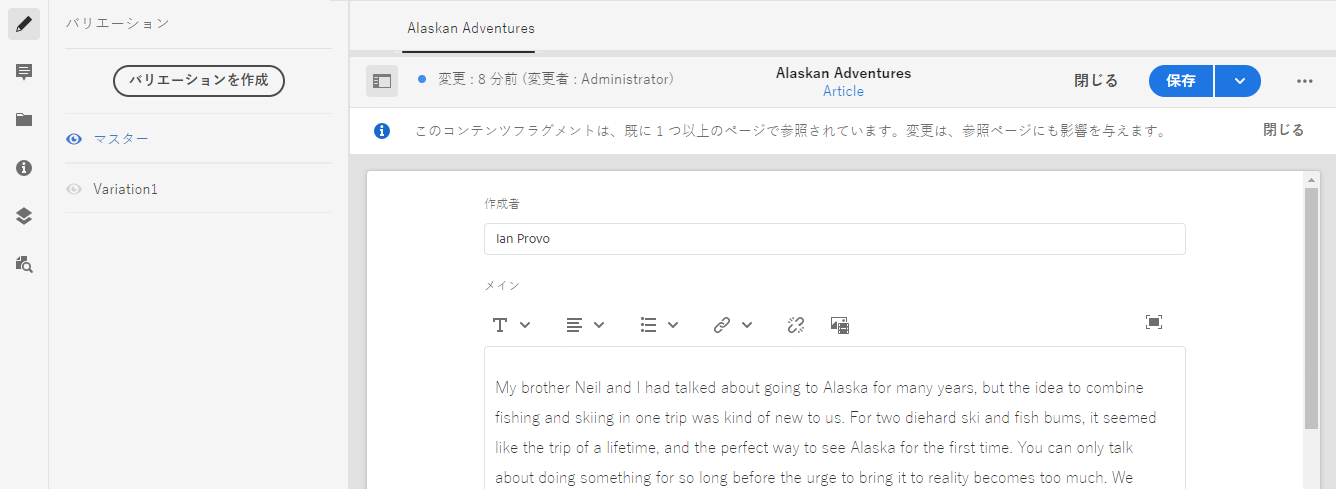 バリエーション
バリエーションを作成
マスター
Variation1
Alaskan Adventures
変更 : 8 分前 (変更者 : Administrator)
Alaskan Adventures
Article
閉じる
保存
このコンテンツフラグメントは、既に 1 つ以上のページで参照されています。変更は、参照ページにも影響を与えます。
閉じる
作成者
Ian Provo
メイン
My brother Neil and I had talked about going to Alaska for many years, but the idea to combine
fishing and skiing in one trip was kind of new to us. For two diehard ski and fish bums, it seemed
like the trip of a lifetime, and the perfect way to see Alaska for the first time. You can only talk
about doing something for so long before the urge to bring it to reality becomes too much. We